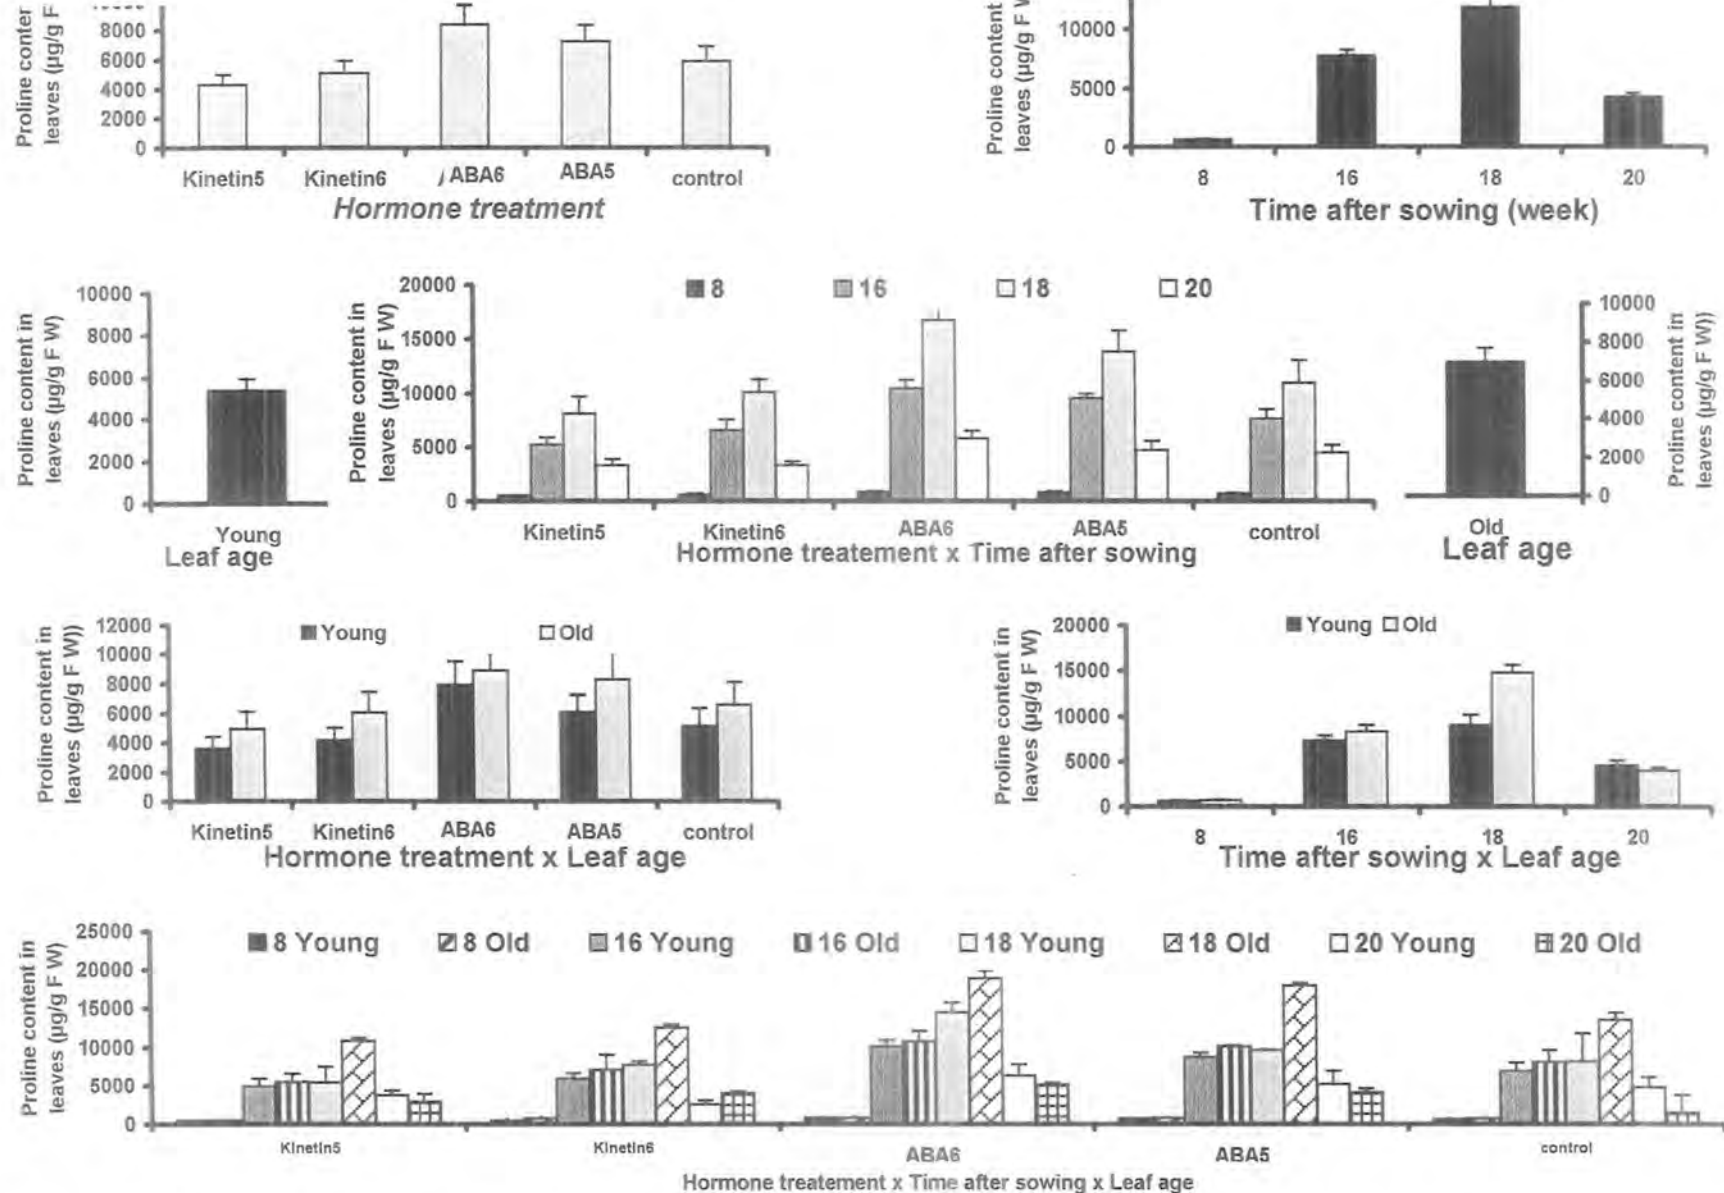 Proline conter
leaves (µg/g F
8000
6000
4000
2000
0
Kinetin5 Kinetin6 ABA6 ABA5 control
Hormone treatment
Proline content
leaves (µg/g F W
10000
5000
0
8 16 18 20
Time after sowing (week)
Proline content in
leaves (µg/g F W)
10000
8000
6000
4000
2000
0
Young
Leaf age
Proline content in
leaves (µg/g F W)
20000
15000
10000
5000
0
8 16 18 20
Kinetin5 Kinetin6 ABA6 ABA5 control
Hormone treatement x Time after sowing
10000
8000
6000
4000
2000
0
Proline content in
leaves (µg/g F W))
Old
Leaf age
Proline content in
leaves (µg/g F W))
12000
10000
8000
6000
4000
2000
0
Young Old
Kinetin5 Kinetin6 ABA6 ABA5 control
Hormone treatment x Leaf age
Proline content in
leaves (µg/g F W)
20000
15000
10000
5000
0
Young Old
8 16 18 20
Time after sowing x Leaf age
Proline content in
leaves (µg/g F W)
25000
20000
15000
10000
5000
0
8 Young 8 Old 16 Young 16 Old 18 Young 18 Old 20 Young 20 Old
Kinetin5 Kinetin6 ABA6 ABA5 control
Hormone treatement x Time after sowing x Leaf age